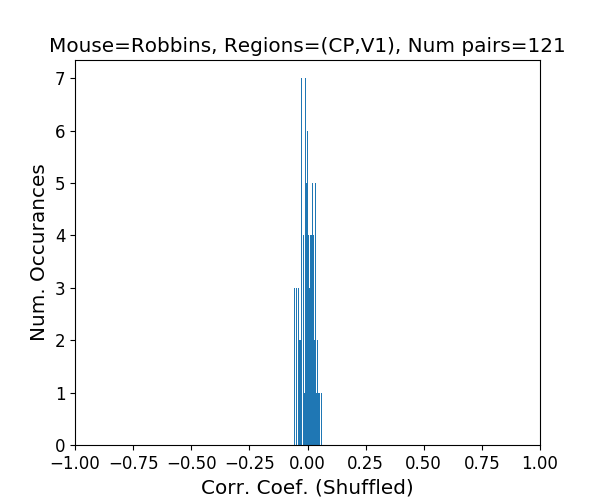 Mouse=Robbins, Regions=(CP,V1), Num pairs=121
7
6
5
4
3
2
1
0
Num. Occurances
−1.00 −0.75 −0.50 −0.25 0.00 0.25 0.50 0.75 1.00
Corr. Coef. (Shuffled)